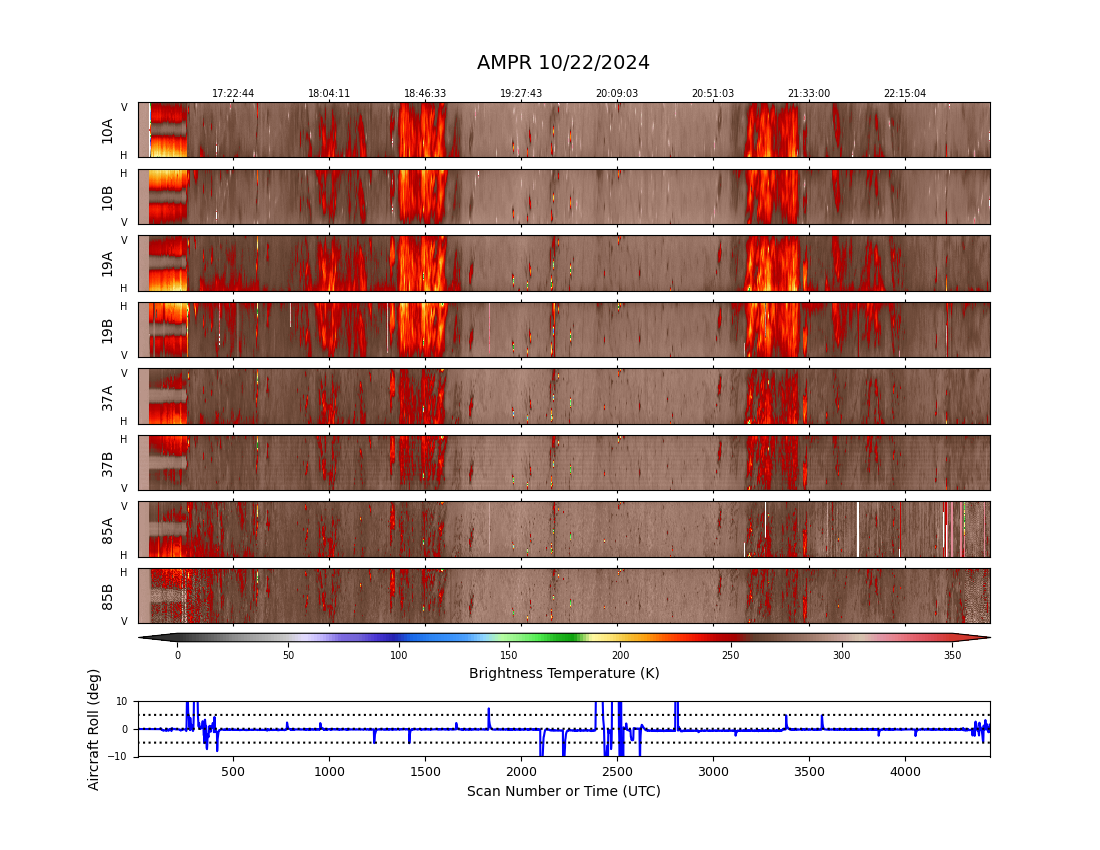 AMPR 10/22/2024
17:22:44 18:04:11 18:46:33 19:27:43 20:09:03 20:51:03 21:33:00 22:15:04
V
10A
H
H
10B
V
V
19A
H
H
19B
V
V
37A
H
H
37B
V
V
85A
H
H
85B
V
0 50 100 150 200 250 300 350
Brightness Temperature (K)
Aircraft Roll (deg)
10
0
−10
500 1000 1500 2000 2500 3000 3500 4000
Scan Number or Time (UTC)